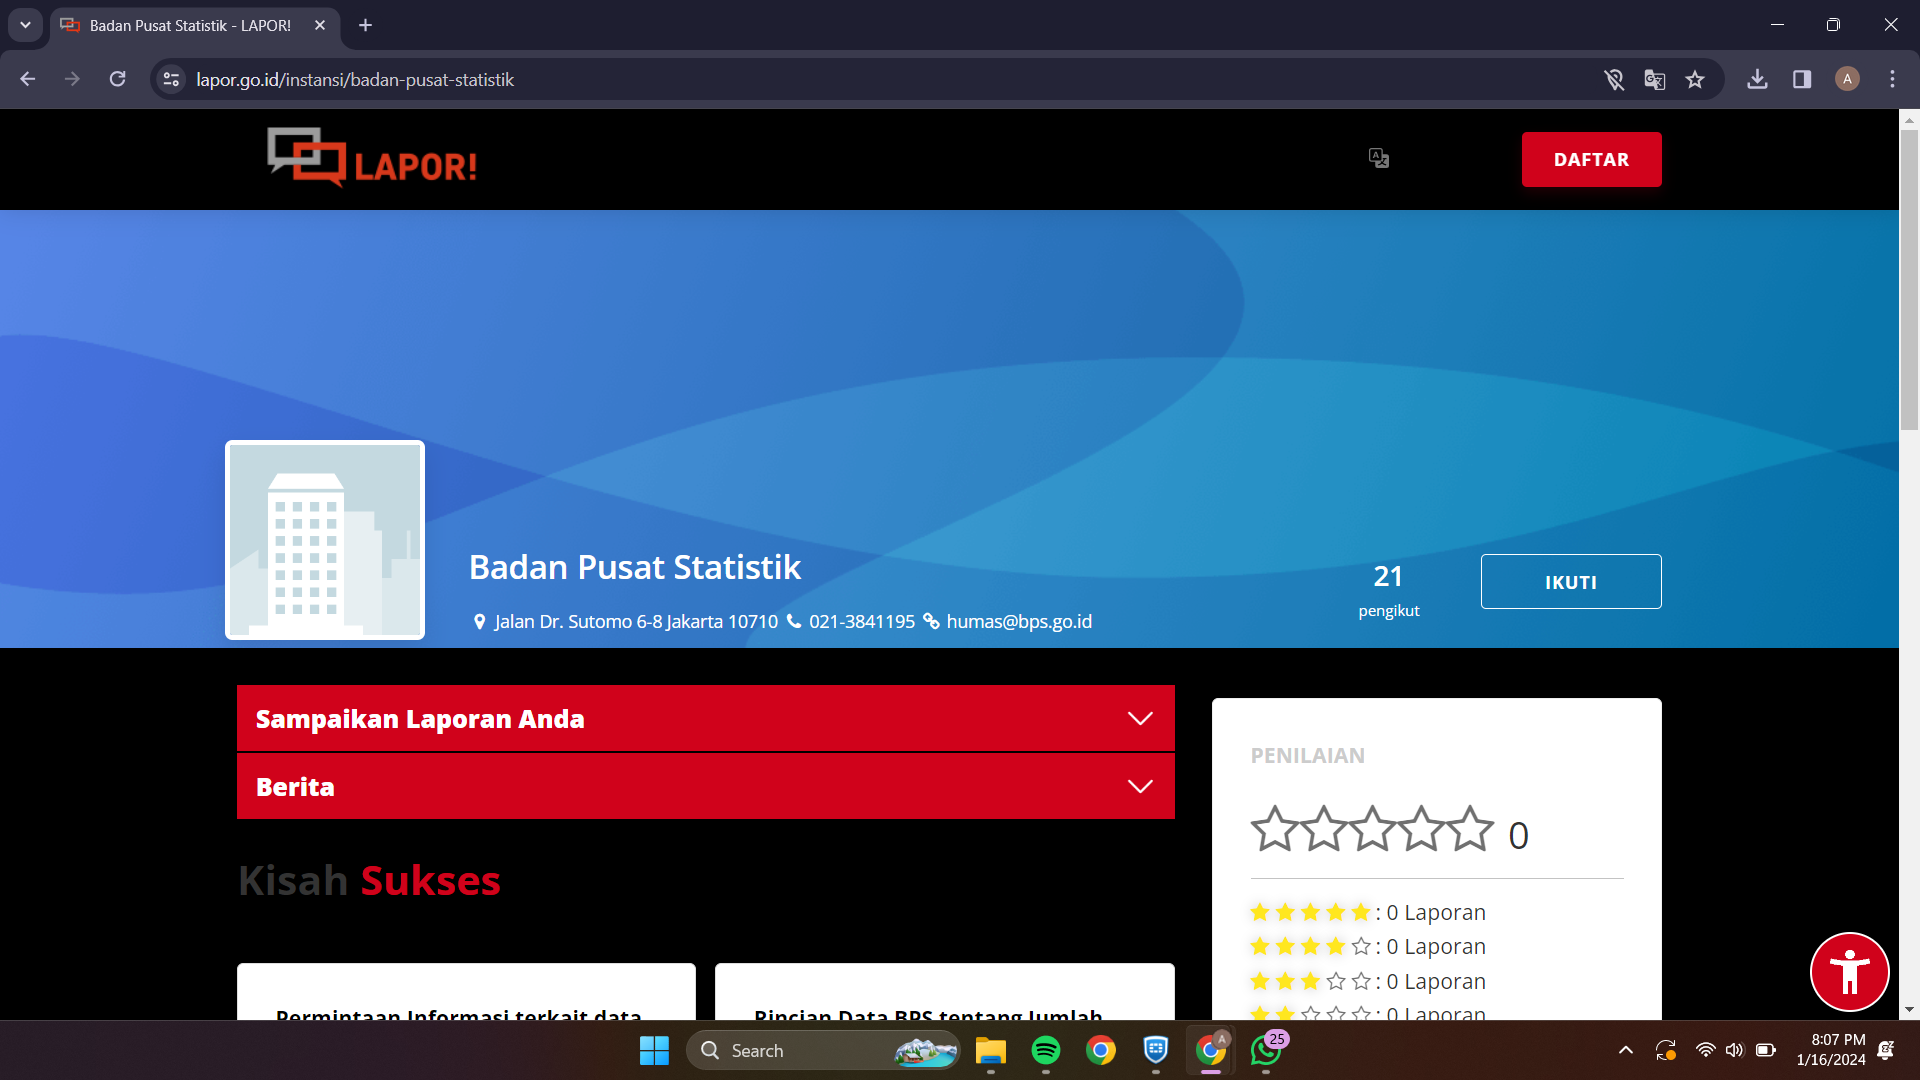 Badan Pusat Statistik - LAPOR!
lapor.go.id/instansi/badan-pusat-statistik
A
LAPOR!
DAFTAR
Badan Pusat Statistik
Jalan Dr. Sutomo 6-8 Jakarta 10710 021-3841195 humas@bps.go.id
21
pengikut
IKUTI
Sampaikan Laporan Anda
Berita
Kisah Sukses
Permintaan Informasi terkait data
Rincian Data BPS tentang Jumlah
PENILAIAN
0
: 0 Laporan
: 0 Laporan
: 0 Laporan
: 0 Laporan
Search
A
25
8:07 PM
1/16/2024